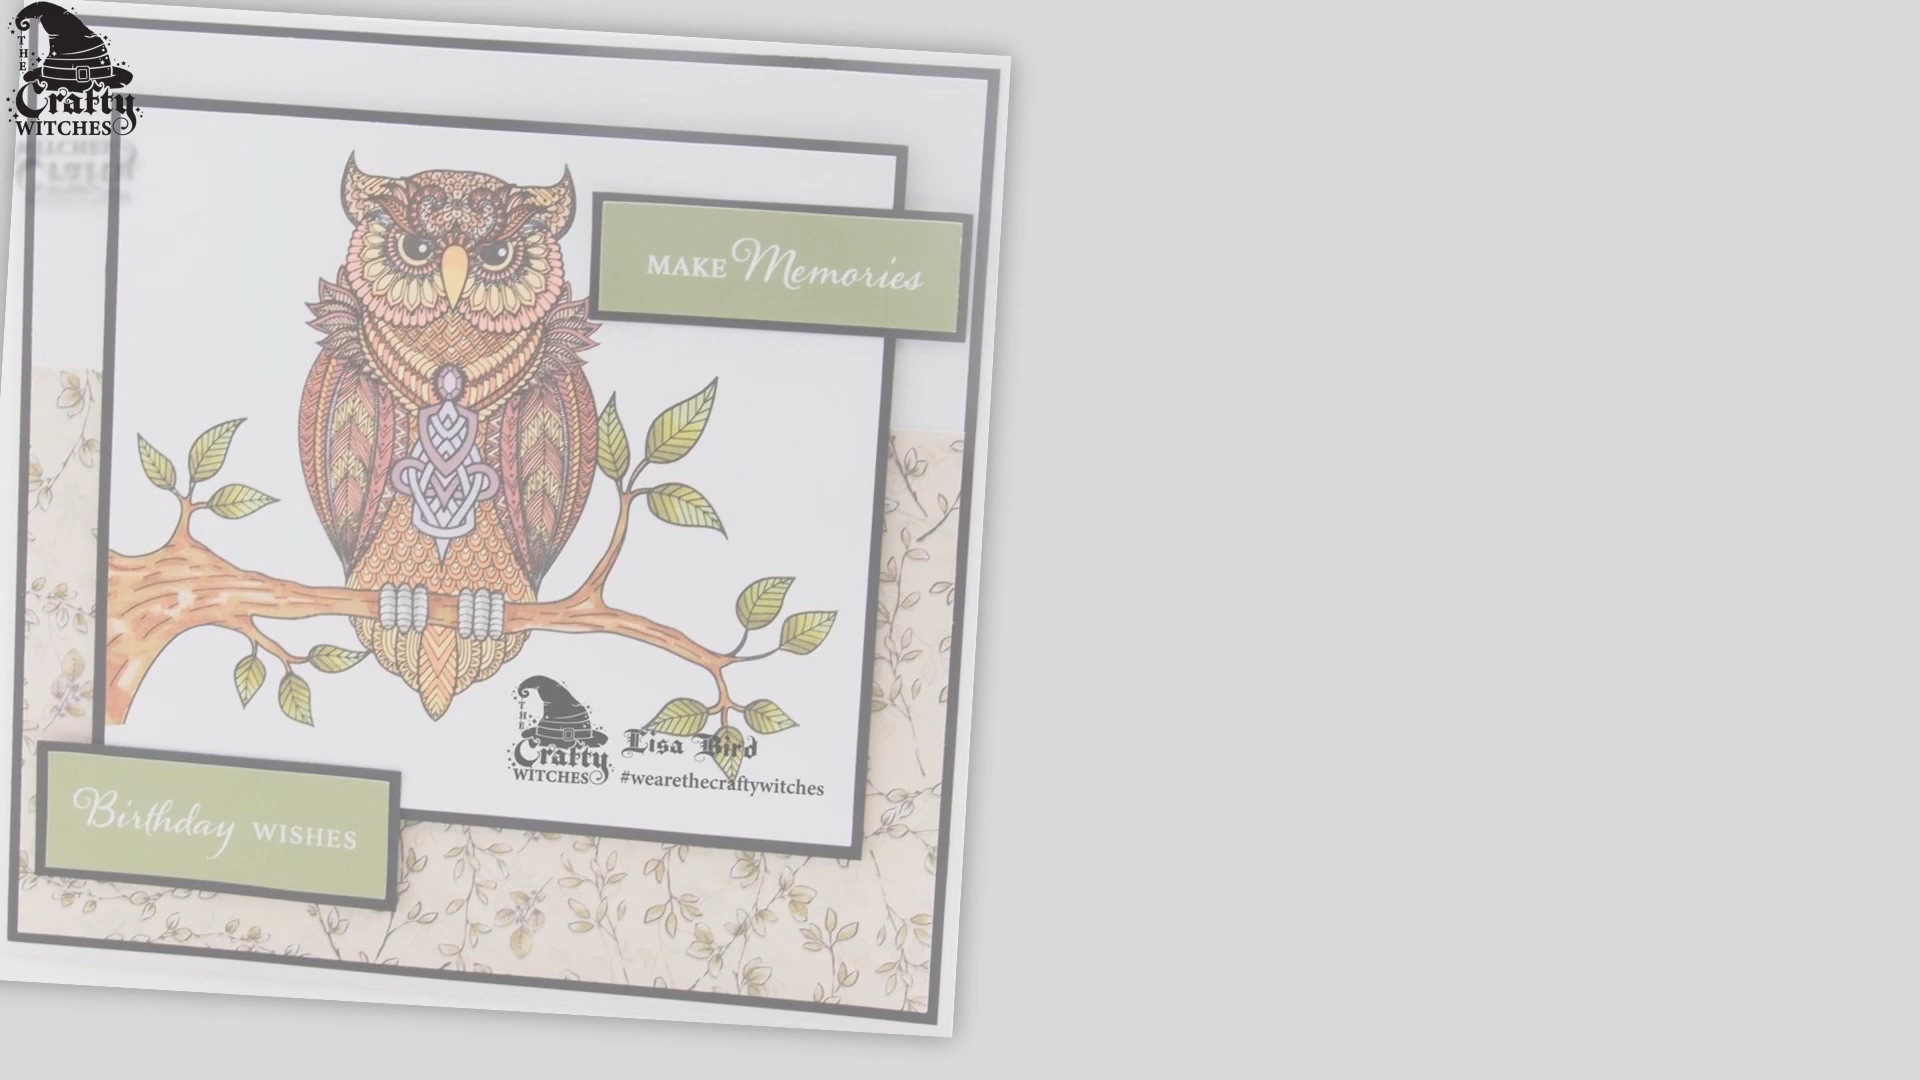 THE
Crafty
WITCHES
MAKE Memories
THE
Crafty
WITCHES
Lisa Bird
#wearethecraftywitches
Birthday WISHES